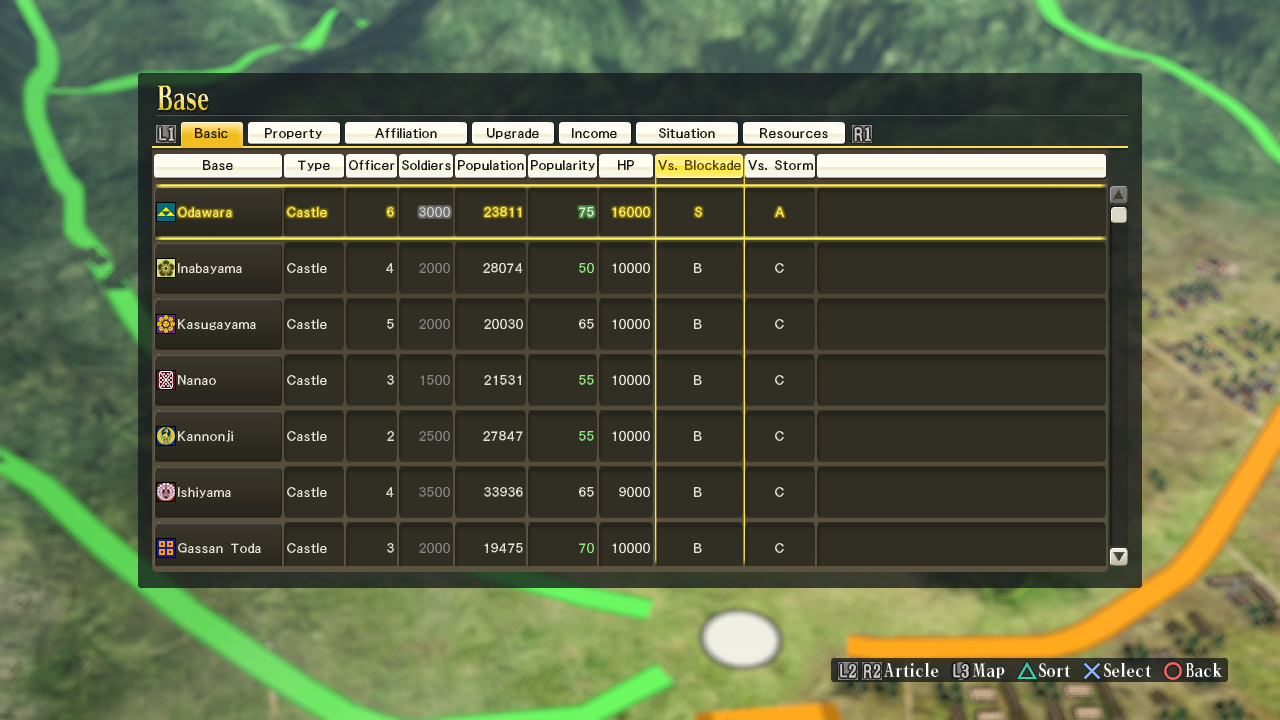 Base
L1 Basic Property Affiliation Upgrade Income Situation Resources R1
Base Type Officer Soldiers Population Popularity HP Vs. Blockade Vs. Storm
Odawara Castle 6 3000 23811 75 16000 S A
Inabayama Castle 4 2000 28074 50 10000 B C
Kasugayama Castle 5 2000 20030 65 10000 B C
Nanao Castle 3 1500 21531 55 10000 B C
Kannonji Castle 2 2500 27847 55 10000 B C
Ishiyama Castle 4 3500 33936 65 9000 B C
Gassan Toda Castle 3 2000 19475 70 10000 B C
L2 R2 Article L3 Map Sort Select Back